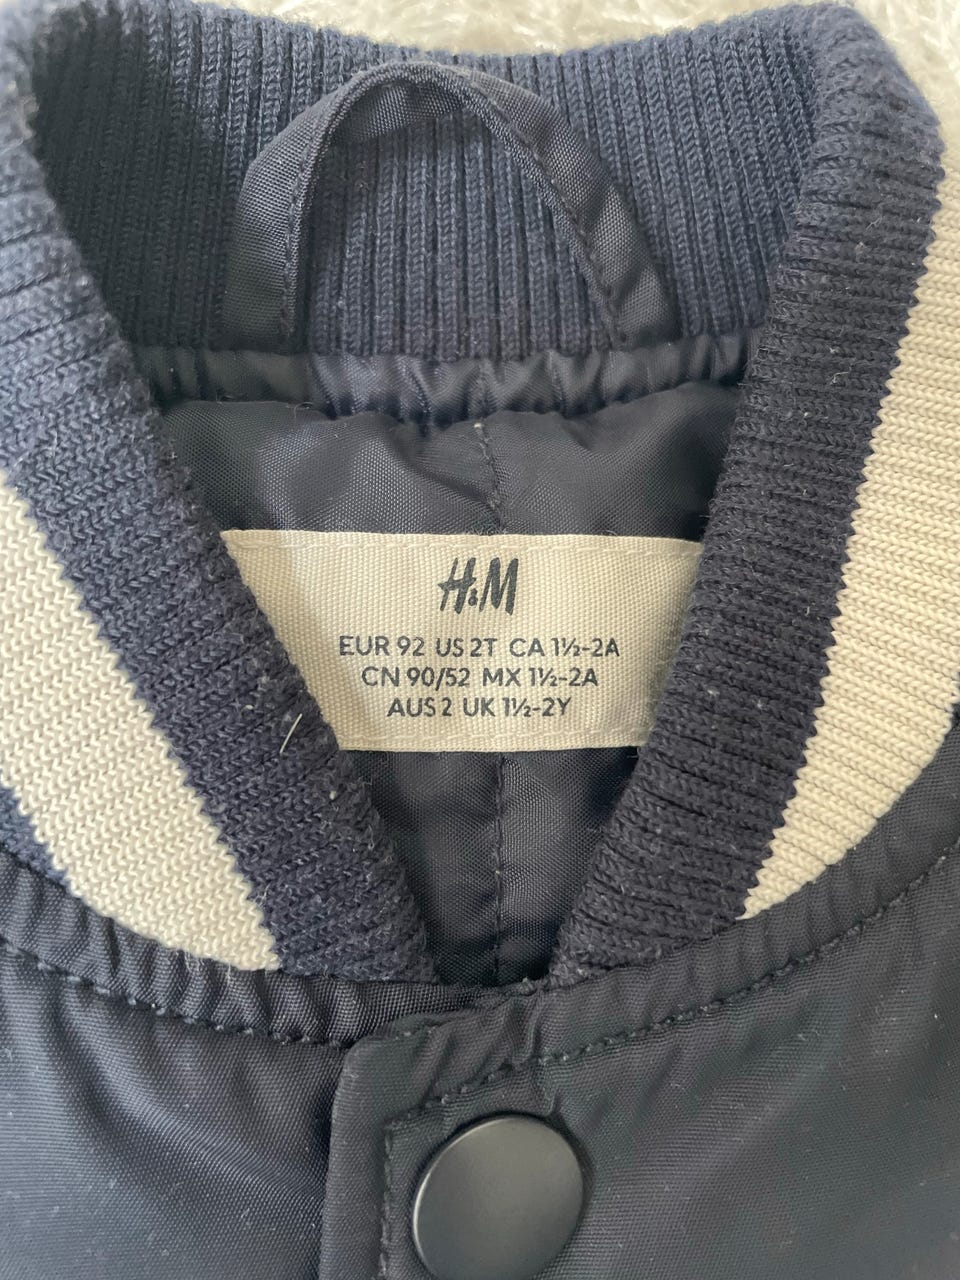 H&M
EUR 92 US 2T CA 1½-2A
CN 90/52 MX 1½-2A
AUS 2 UK 1½-2Y